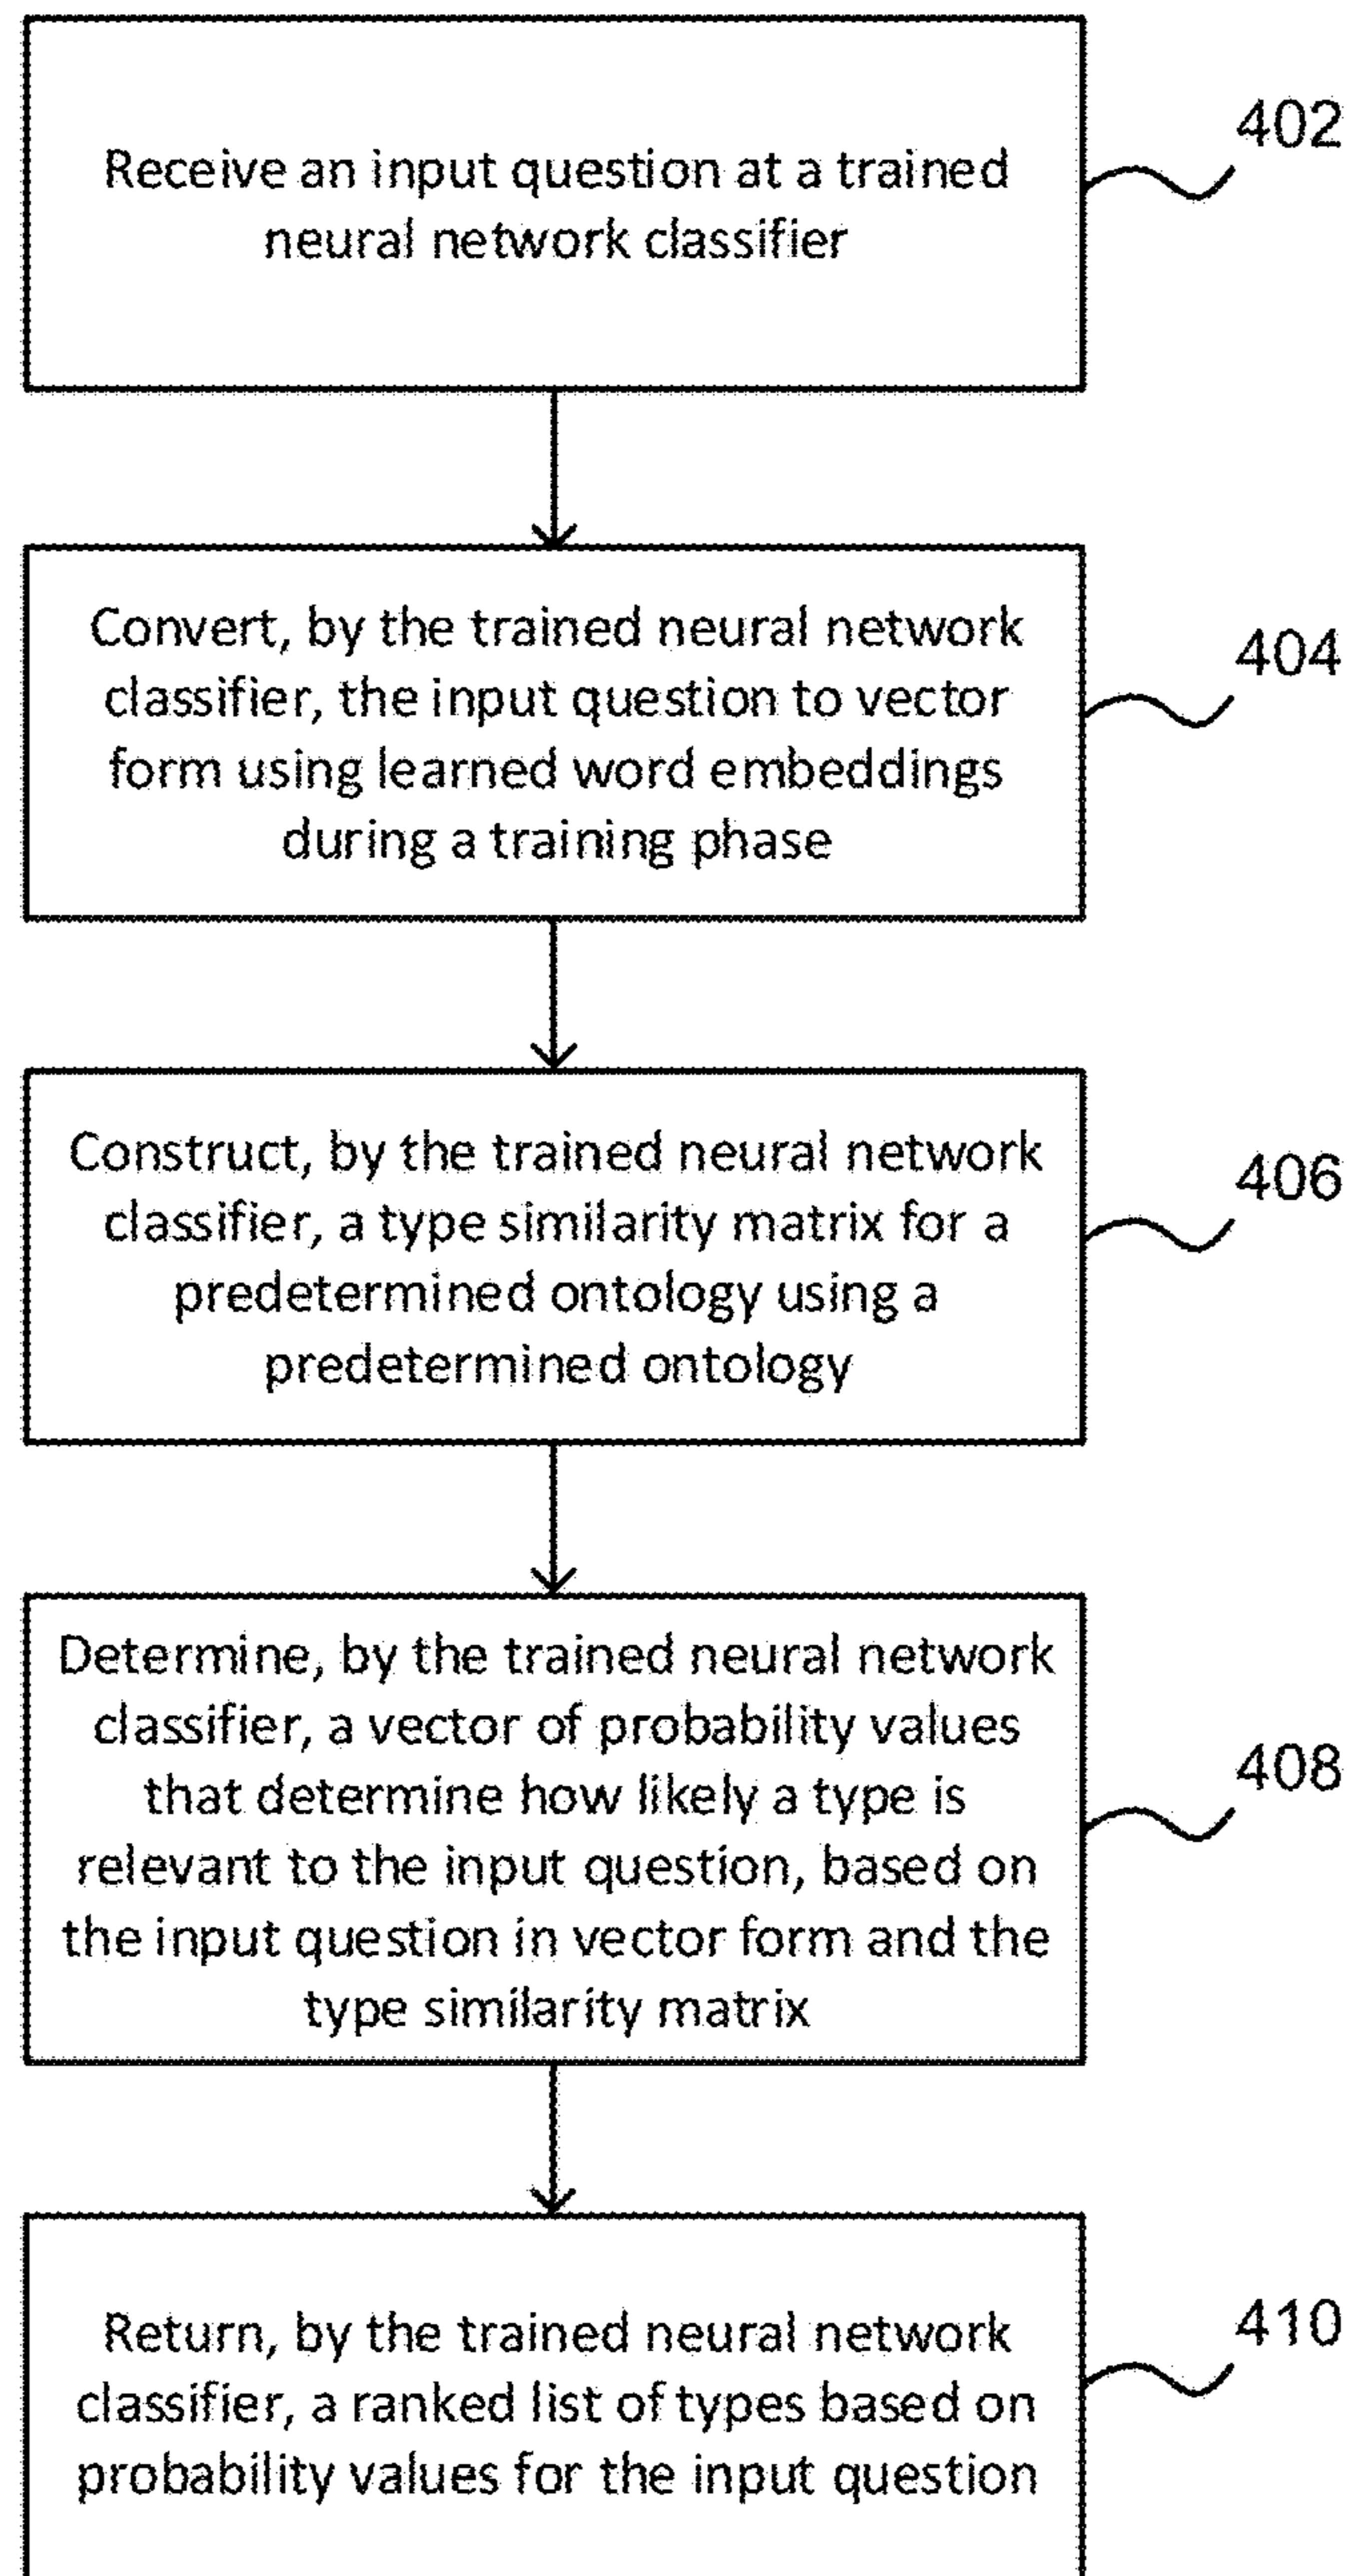 Receive an input question at a trained
neural network classifier
402
Convert, by the trained neural network
classifier, the input question to vector
form using learned word embeddings
during a training phase
404
Construct, by the trained neural network
classifier, a type similarity matrix for a
predetermined ontology using a
predetermined ontology
406
Determine, by the trained neural network
classifier, a vector of probability values
that determine how likely a type is
relevant to the input question, based on
the input question in vector form and the
type similarity matrix
408
Return, by the trained neural network
classifier, a ranked list of types based on
probability values for the input question
410